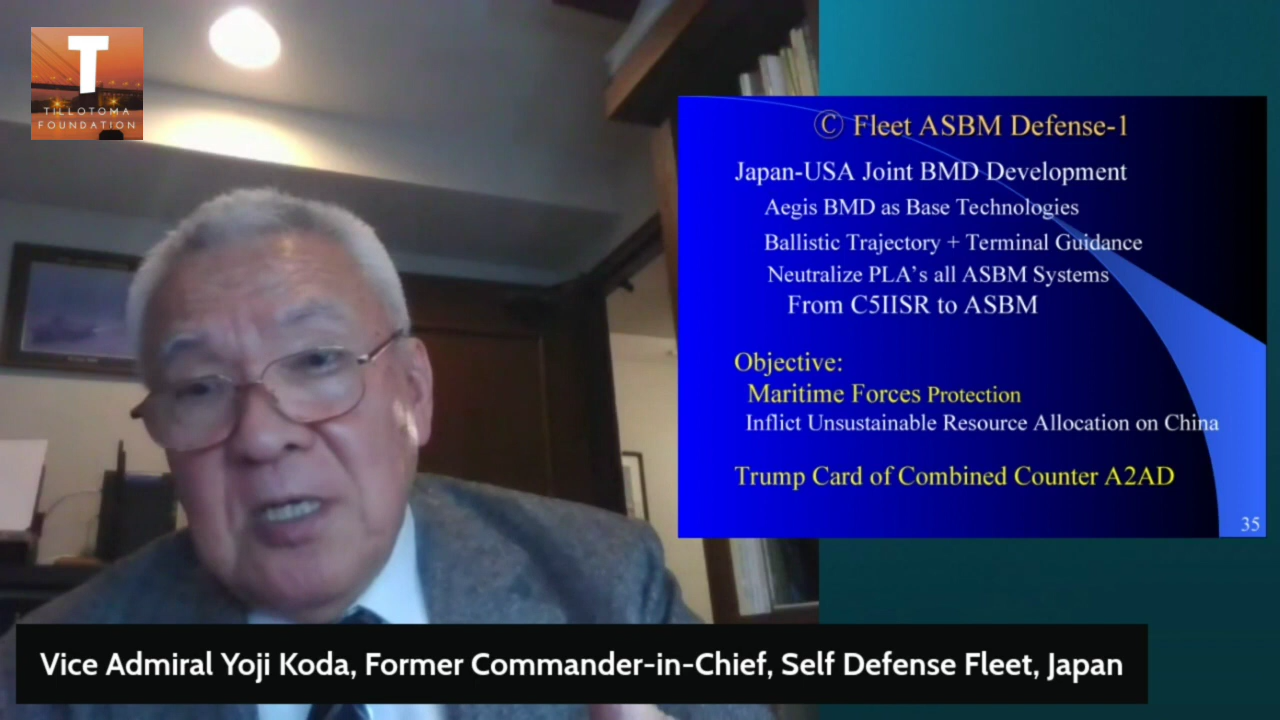 T
TILLOTOMA
FOUNDATION
Ⓒ Fleet ASBM Defense-1
Japan-USA Joint BMD Development
Aegis BMD as Base Technologies
Ballistic Trajectory + Terminal Guidance
Neutralize PLA's all ASBM Systems
From C5IISR to ASBM
Objective:
Maritime Forces Protection
Inflict Unsustainable Resource Allocation on China
Trump Card of Combined Counter A2AD
35
Vice Admiral Yoji Koda, Former Commander-in-Chief, Self Defense Fleet, Japan